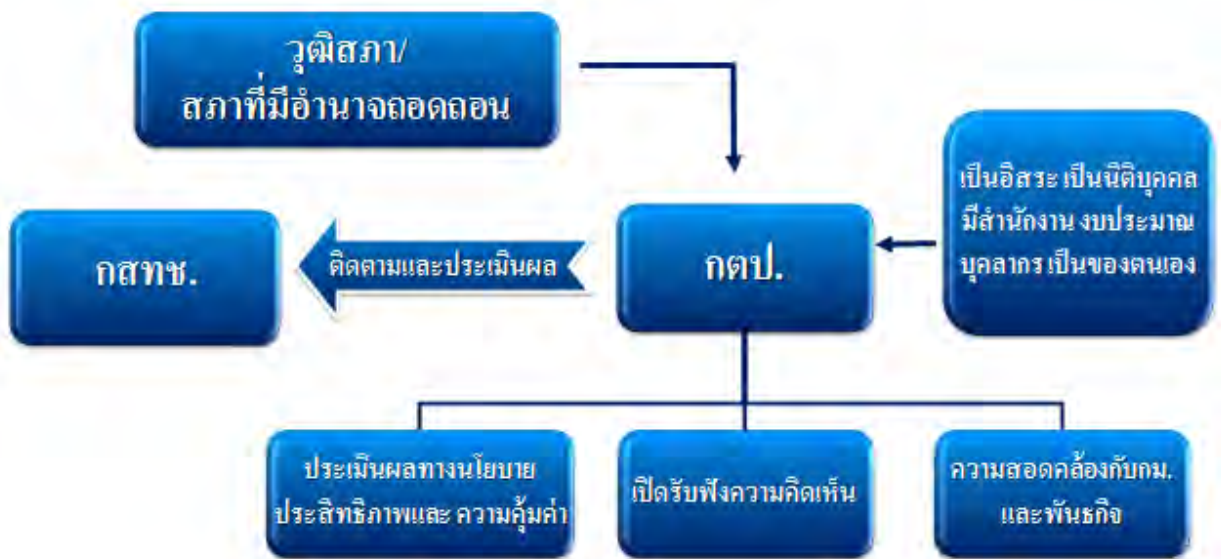 วุฒิสภา/
สภาที่มีอำนาจถอดถอน
เป็นอิสระ เป็นนิติบุคคล
มีสำนักงาน งบประมาณ
บุคลากร เป็นของตนเอง
กสทช.
ติดตามและประเมินผล
กตป.
ประเมินผลทางนโยบาย
ประสิทธิภาพและ ความคุ้มค่า
เปิดรับฟังความคิดเห็น
ความสอดคล้องกับกม.
และพันธกิจ